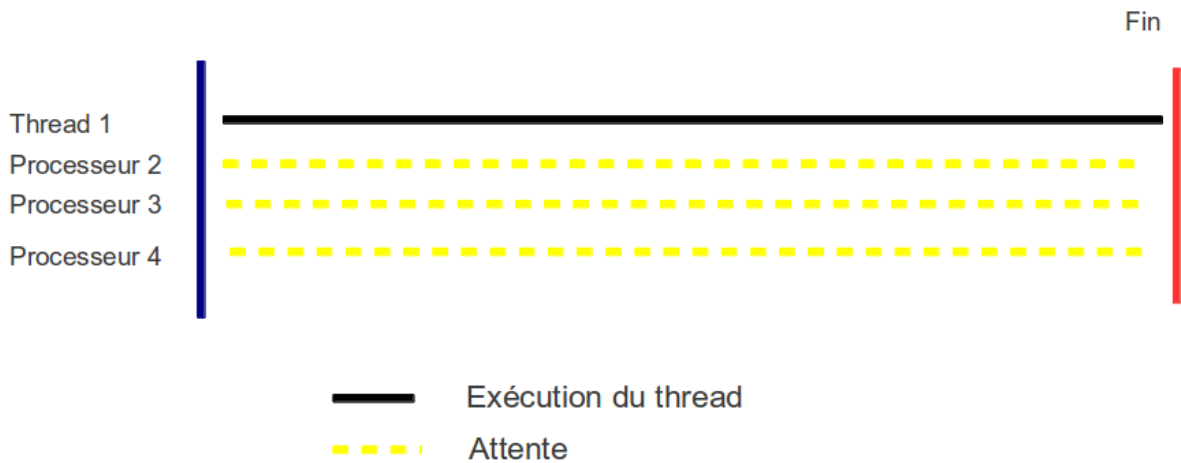 Fin
Thread 1
Processeur 2
Processeur 3
Processeur 4
Exécution du thread
Attente